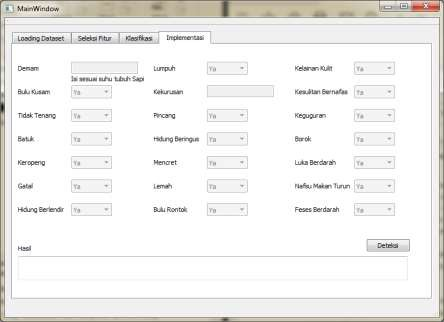 MainWindow
Loading Dataset Seleksi Fitur Klasifikasi Implementasi
Demam Lumpuh Ya Kelainan Kulit Ya
Isi sesuai suhu tubuh Sapi
Bulu Kusam Ya Kekurusan Kesulitan Bernafas Ya
Tidak Tenang Ya Pincang Ya Keguguran Ya
Batuk Ya Hidung Beringus Ya Borok Ya
Keropeng Ya Mencret Ya Luka Berdarah Ya
Gatal Ya Lemah Ya Nafsu Makan Turun Ya
Hidung Berlendir Ya Bulu Rontok Ya Feses Berdarah Ya
Deteksi
Hasil